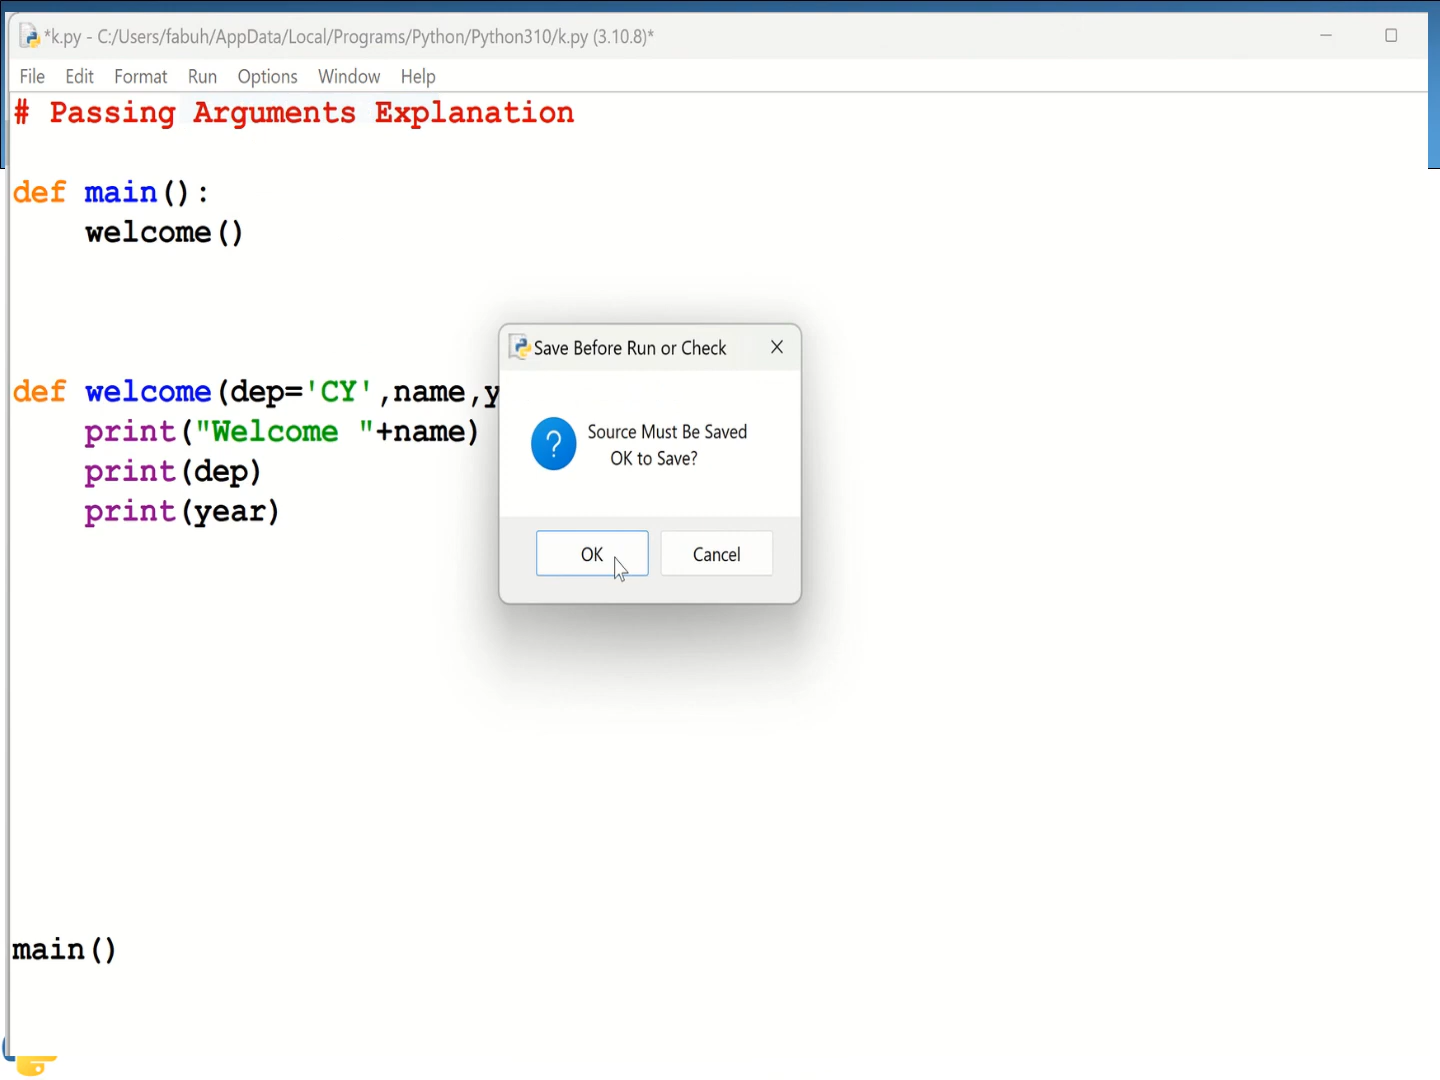 *k.py - C:/Users/fabuh/AppData/Local/Programs/Python/Python310/k.py (3.10.8)*
File Edit Format Run Options Window Help
# Passing Arguments Explanation
def main():
    welcome()
Save Before Run or Check
def welcome(dep='CY',name,y
    print("Welcome "+name)
Source Must Be Saved
OK to Save?
    print(dep)
    print(year)
OK Cancel
main()